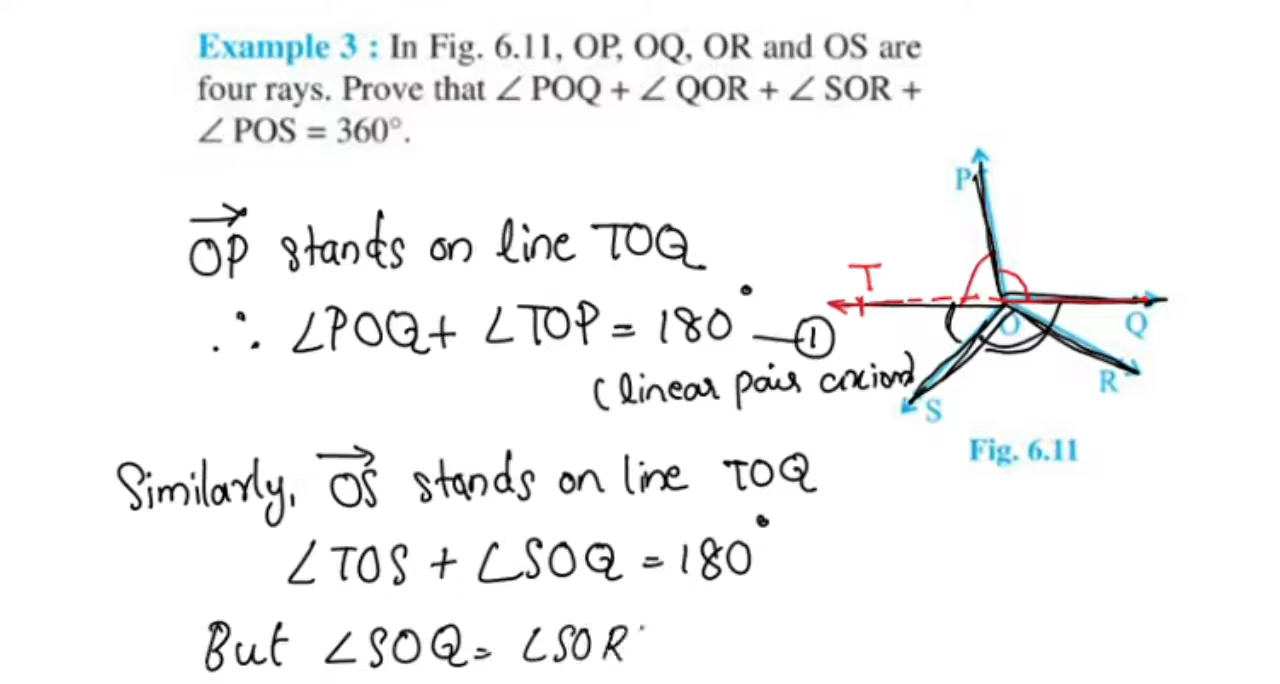 Example 3 : In Fig. 6.11, OP, OQ, OR and OS are
four rays. Prove that ∠ POQ + ∠ QOR + ∠ SOR +
∠ POS = 360°.
P
OP stands on line TOQ
T
O
Q
∴ ∠POQ + ∠TOP = 180° — ①
R
(linear pair axiom)
S
Fig. 6.11
Similarly, OS stands on line TOQ
∠TOS + ∠SOQ = 180°
But ∠SOQ = ∠SOR